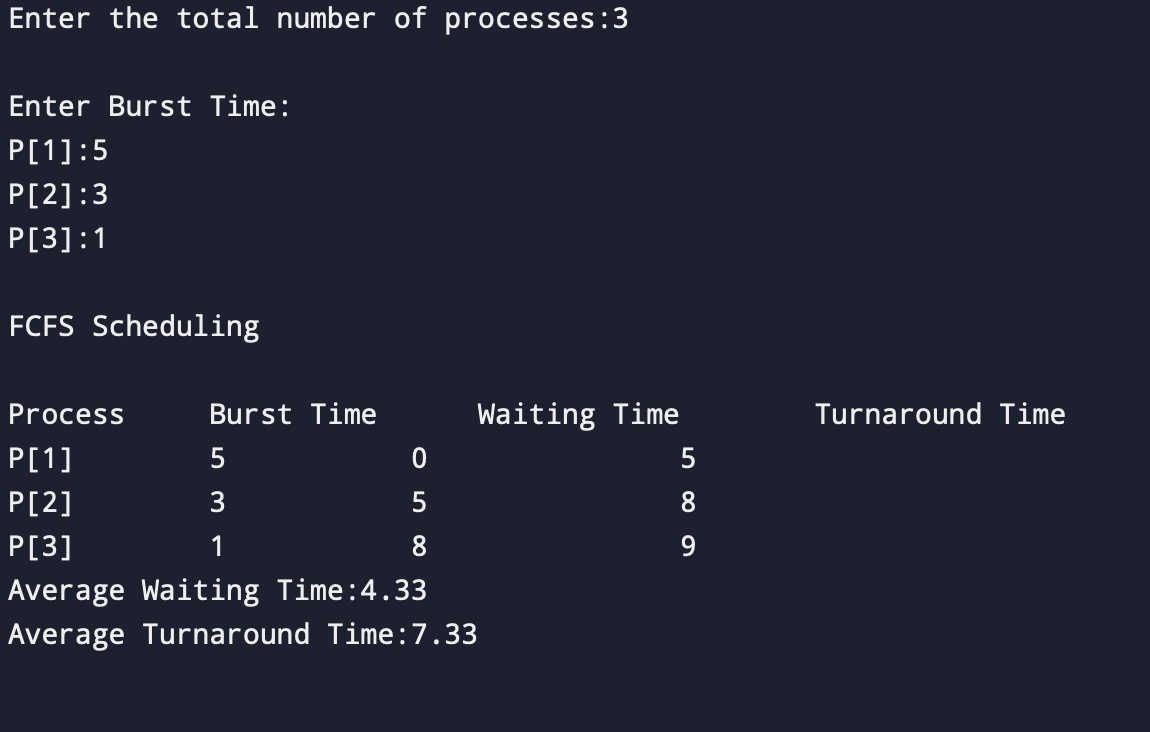 Enter the total number of processes:3
Enter Burst Time:
P[1]:5
P[2]:3
P[3]:1
FCFS Scheduling
Process Burst Time Waiting Time Turnaround Time
P[1] 5 0 5
P[2] 3 5 8
P[3] 1 8 9
Average Waiting Time:4.33
Average Turnaround Time:7.33